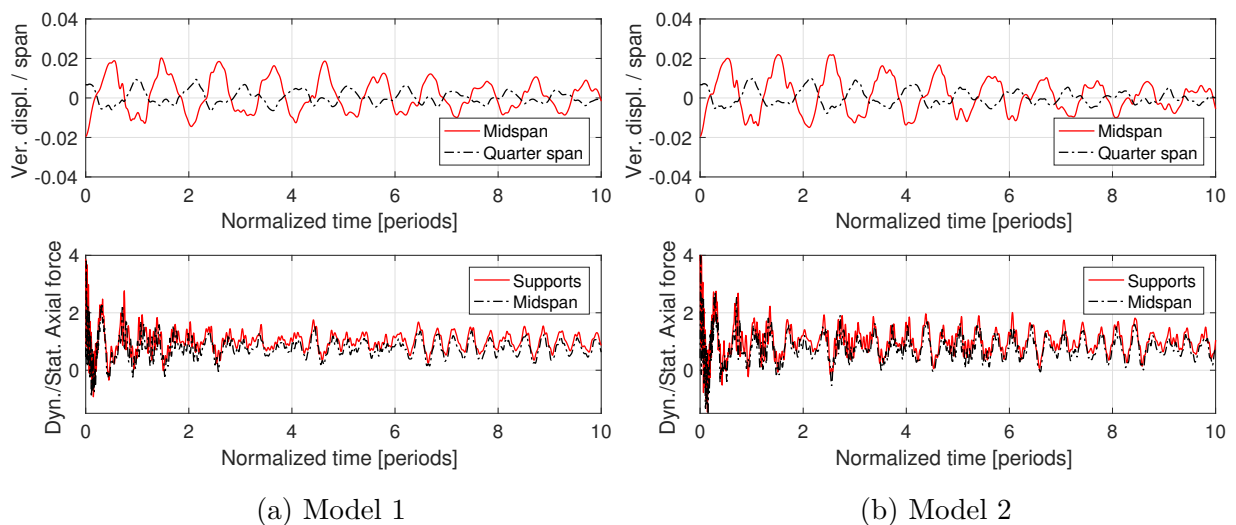 0.04
0.02
0
-0.02
-0.04
Ver. displ. / span
Midspan
Quarter span
0 2 4 6 8 10
Normalized time [periods]
0.04
0.02
0
-0.02
-0.04
Ver. displ. / span
Midspan
Quarter span
0 2 4 6 8 10
Normalized time [periods]
4
2
0
Dyn./Stat. Axial force
Supports
Midspan
0 2 4 6 8 10
Normalized time [periods]
4
2
0
Dyn./Stat. Axial force
Supports
Midspan
0 2 4 6 8 10
Normalized time [periods]
(a) Model 1
(b) Model 2